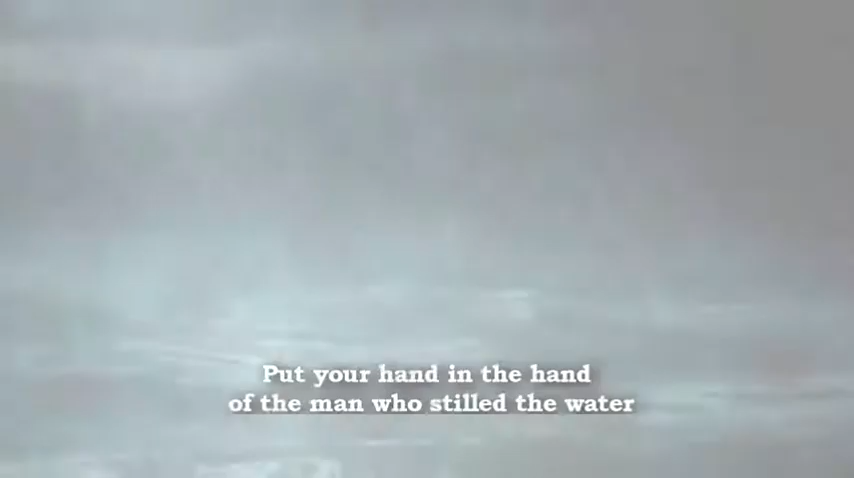 Put your hand in the hand
of the man who stilled the water